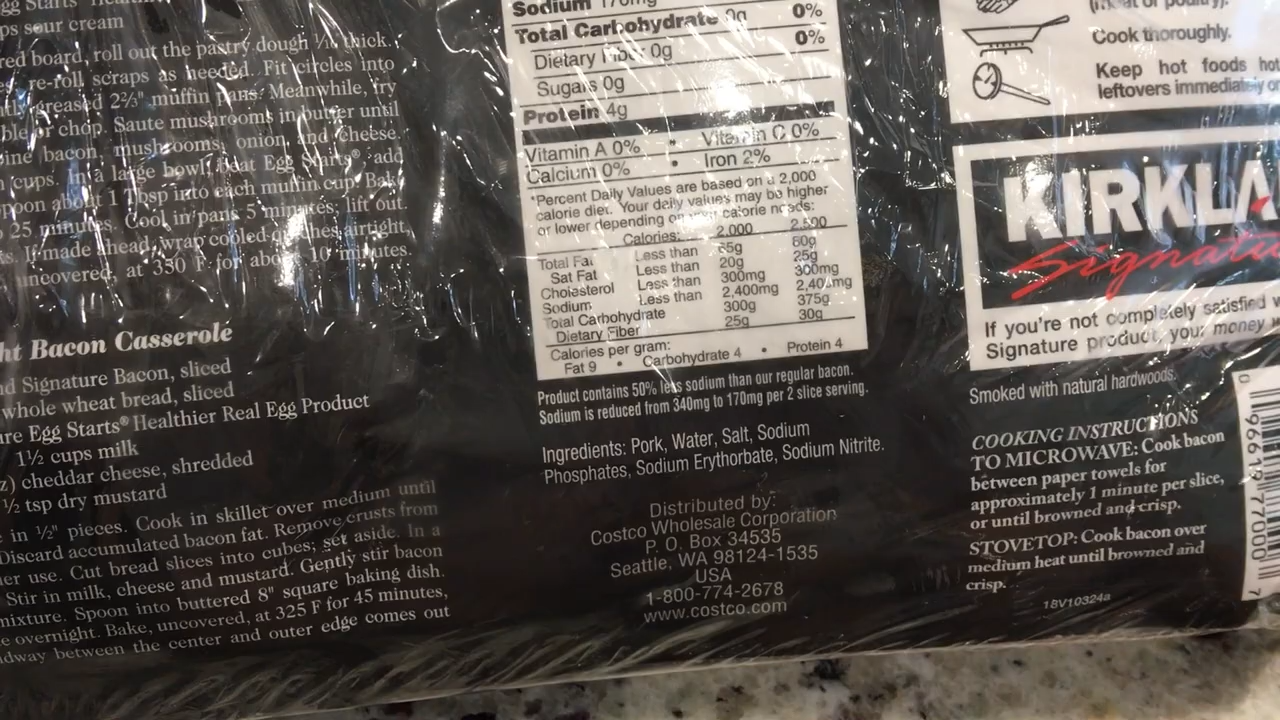 ps sour cream
red board, roll out the pastry dough thick.
re-roll scraps as needed. Fit circles into
greased 2⅔" muffin pans. Meanwhile, fry
or chop. Saute mushrooms in butter until
bacon, mushrooms, onion, and cheese.
cups. In a large bowl, beat Egg Starts®, add
spoon about 1 Tbsp into each muffin cup. Bake
25 minutes. Cool in pans 5 minutes; lift out.
If made ahead, wrap cooled quiches airtight,
uncovered, at 350 F for about 10 minutes.
ht Bacon Casserole
nd Signature Bacon, sliced
whole wheat bread, sliced
re Egg Starts® Healthier Real Egg Product
1½ cups milk
z) cheddar cheese, shredded
½ tsp dry mustard
in ½" pieces. Cook in skillet over medium until
Discard accumulated bacon fat. Remove crusts from
er use. Cut bread slices into cubes; set aside. In a
Stir in milk, cheese and mustard. Gently stir bacon
mixture. Spoon into buttered 8" square baking dish.
e overnight. Bake, uncovered, at 325 F for 45 minutes,
dway between the center and outer edge comes out
Sodium 170mg
Total Carbohydrate 0g 0%
Dietary Fiber 0g 0%
Sugars 0g
Protein 4g
Vitamin A 0% • Vitamin C 0%
Calcium 0% • Iron 2%
*Percent Daily Values are based on a 2,000
calorie diet. Your daily values may be higher
or lower depending on your calorie needs:
Calories: 2,000 2,500
Total Fat Less than 65g 80g
Sat Fat Less than 20g 25g
Cholesterol Less than 300mg 300mg
Sodium Less than 2,400mg 2,400mg
Total Carbohydrate 300g 375g
Dietary Fiber 25g 30g
Calories per gram:
Fat 9 • Carbohydrate 4 • Protein 4
Product contains 50% less sodium than our regular bacon.
Sodium is reduced from 340mg to 170mg per 2 slice serving.
Ingredients: Pork, Water, Salt, Sodium
Phosphates, Sodium Erythorbate, Sodium Nitrite.
Distributed by:
Costco Wholesale Corporation
P. O. Box 34535
Seattle, WA 98124-1535
USA
1-800-774-2678
www.costco.com
(meat or poultry).
Cook thoroughly.
Keep hot foods hot
leftovers immediately or
KIRKLA
Signatu
If you're not completely satisfied w
Signature product, your money w
Smoked with natural hardwoods.
COOKING INSTRUCTIONS
TO MICROWAVE: Cook bacon
between paper towels for
approximately 1 minute per slice,
or until browned and crisp.
STOVETOP: Cook bacon over
medium heat until browned and
crisp.
18V10324a
0 96619 77000 7